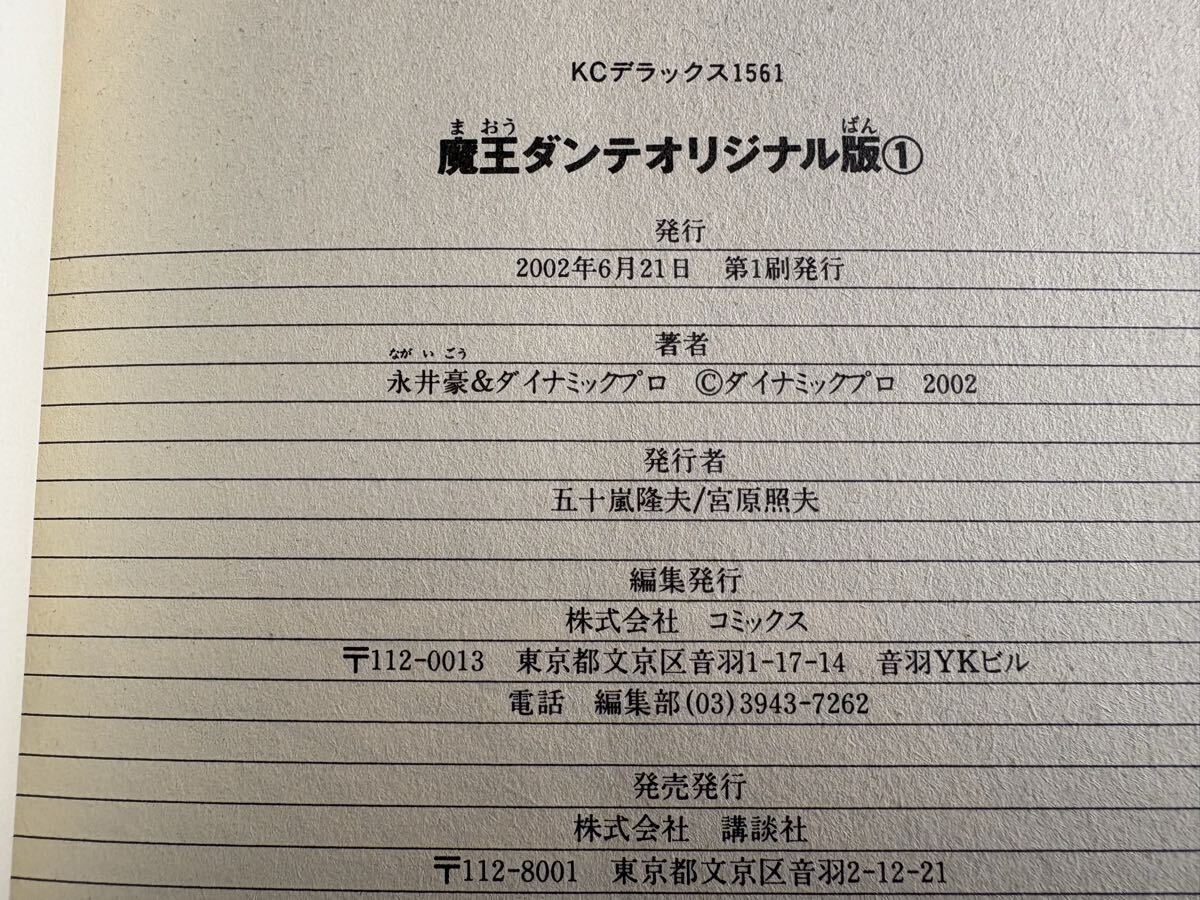 KCデラックス1561
まおう ばん
魔王ダンテオリジナル版①
発行
2002年6月21日 第1刷発行
著者
ながいごう
永井豪&ダイナミックプロ ©ダイナミックプロ 2002
発行者
五十嵐隆夫/宮原照夫
編集発行
株式会社 コミックス
〒112-0013 東京都文京区音羽1-17-14 音羽YKビル
電話 編集部(03)3943-7262
発売発行
株式会社 講談社
〒112-8001 東京都文京区音羽2-12-21